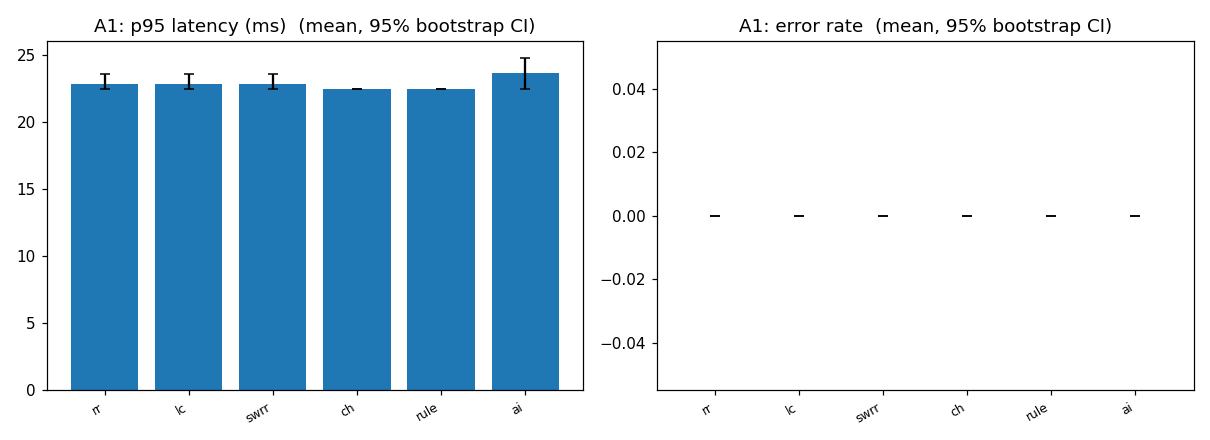 A1: p95 latency (ms)  (mean, 95% bootstrap CI)
25
20
15
10
5
0
rr
lc
swrr
ch
rule
ai
A1: error rate  (mean, 95% bootstrap CI)
0.04
0.02
0.00
−0.02
−0.04
rr
lc
swrr
ch
rule
ai